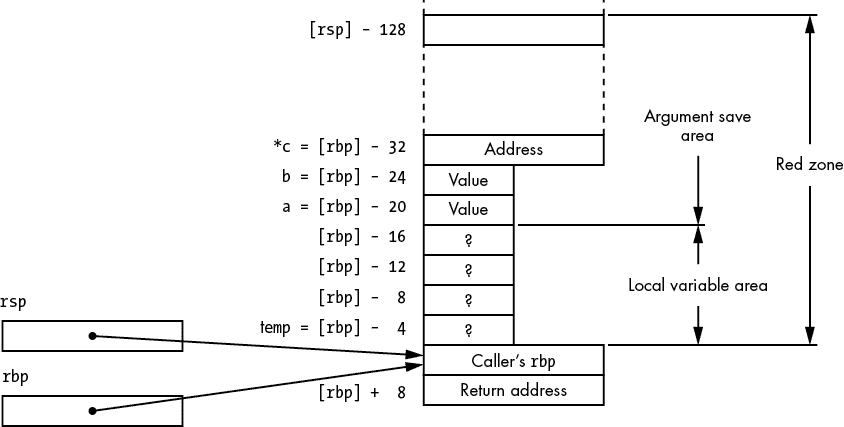 [rsp] - 128
Argument save
area
Red zone
*c = [rbp] - 32
Address
b = [rbp] - 24
Value
a = [rbp] - 20
Value
[rbp] - 16
?
[rbp] - 12
?
[rbp] - 8
?
temp = [rbp] - 4
?
Local variable area
rsp
Caller's rbp
rbp
[rbp] + 8
Return address